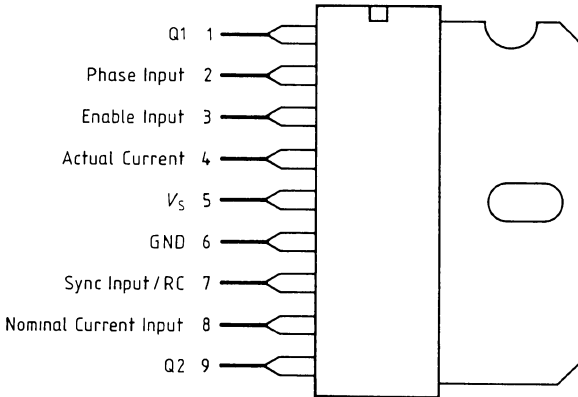 Q1 1
Phase Input 2
Enable Input 3
Actual Current 4
VS 5
GND 6
Sync Input / RC 7
Nominal Current Input 8
Q2 9